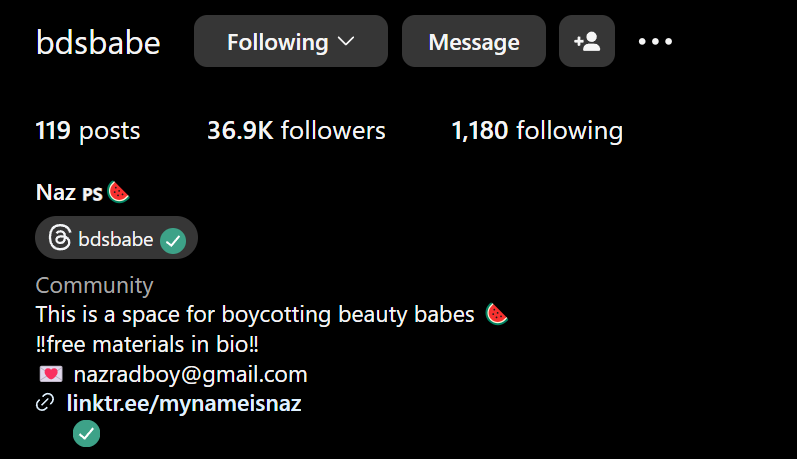 bdsbabe Following Message
119 posts 36.9K followers 1,180 following
Naz PS🍉
bdsbabe
Community
This is a space for boycotting beauty babes 🍉
‼️free materials in bio‼️
💌 nazradboy@gmail.com
linktr.ee/mynameisnaz